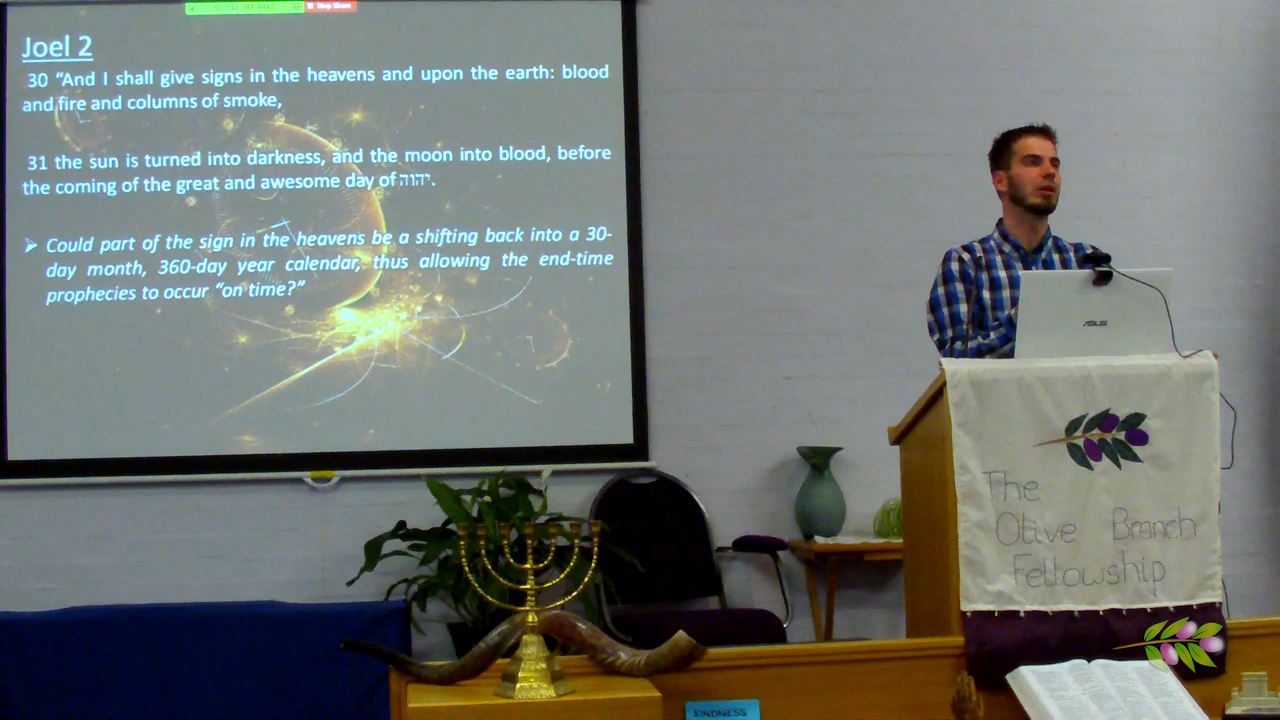 Stop Share
Joel 2
30 “And I shall give signs in the heavens and upon the earth: blood
and fire and columns of smoke,
31 the sun is turned into darkness, and the moon into blood, before
the coming of the great and awesome day of יהוה.
➢ Could part of the sign in the heavens be a shifting back into a 30-
day month, 360-day year calendar, thus allowing the end-time
prophecies to occur “on time?”
ASUS
The
Olive Branch
Fellowship
KINDNESS